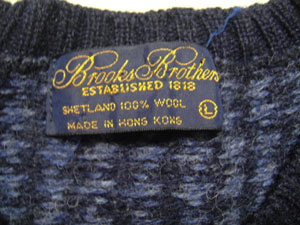 Brooks Brothers
ESTABLISHED 1818
SHETLAND 100% WOOL
L
MADE IN HONG KONG